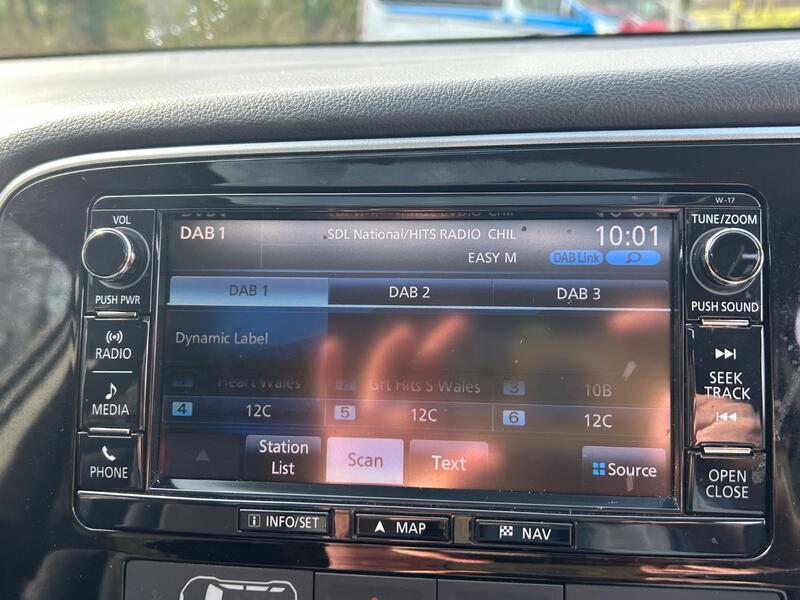 W-17
VOL
PUSH PWR
RADIO
MEDIA
PHONE
DAB 1
SDL National/HITS RADIO CHIL
10:01
EASY M
DAB Link
DAB 1 DAB 2 DAB 3
Dynamic Label
1 Heart Wales 2 Grt Hits S Wales 3 10B
4 12C 5 12C 6 12C
Station
List
Scan
Text
Source
TUNE/ZOOM
PUSH SOUND
SEEK
TRACK
OPEN
CLOSE
INFO/SET MAP NAV